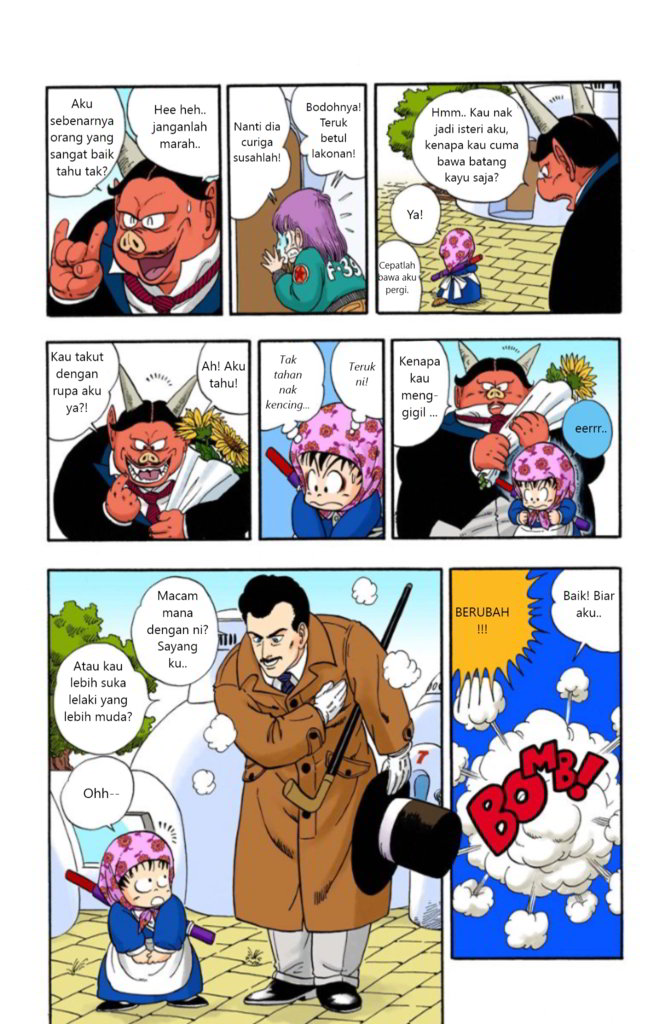 Hmm.. Kau nak
jadi isteri aku,
kenapa kau cuma
bawa batang
kayu saja?
Ya!
Cepatlah
bawa aku
pergi.
Bodohnya!
Teruk
betul
lakonan!
Nanti dia
curiga
susahlah!
Hee heh..
janganlah
marah..
Aku
sebenarnya
orang yang
sangat baik
tahu tak?
Kenapa
kau
meng-
gigil ...
eerrr..
Teruk
ni!
Tak
tahan
nak
kencing...
Ah! Aku
tahu!
Kau takut
dengan
rupa aku
ya?!
Baik! Biar
aku..
BERUBAH
!!!
BOMB!
Macam
mana
dengan ni?
Sayang
ku..
Atau kau
lebih suka
lelaki yang
lebih muda?
7
Ohh--